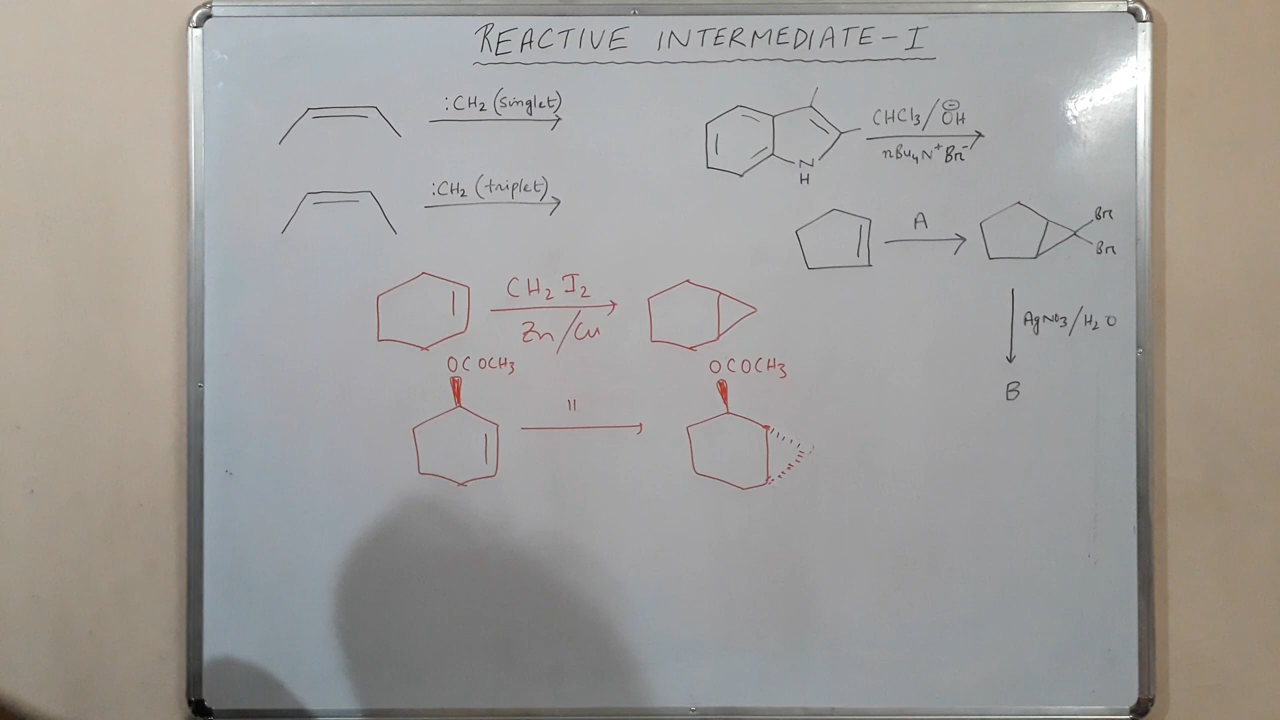 REACTIVE INTERMEDIATE-I
:CH2 (singlet)
:CH2 (triplet)
CHCl3/⊖OH
nBu4N+Br-
N
H
A
Br
Br
AgNO3/H2O
B
CH2I2
Zn/Cu
OCOCH3
"
OCOCH3